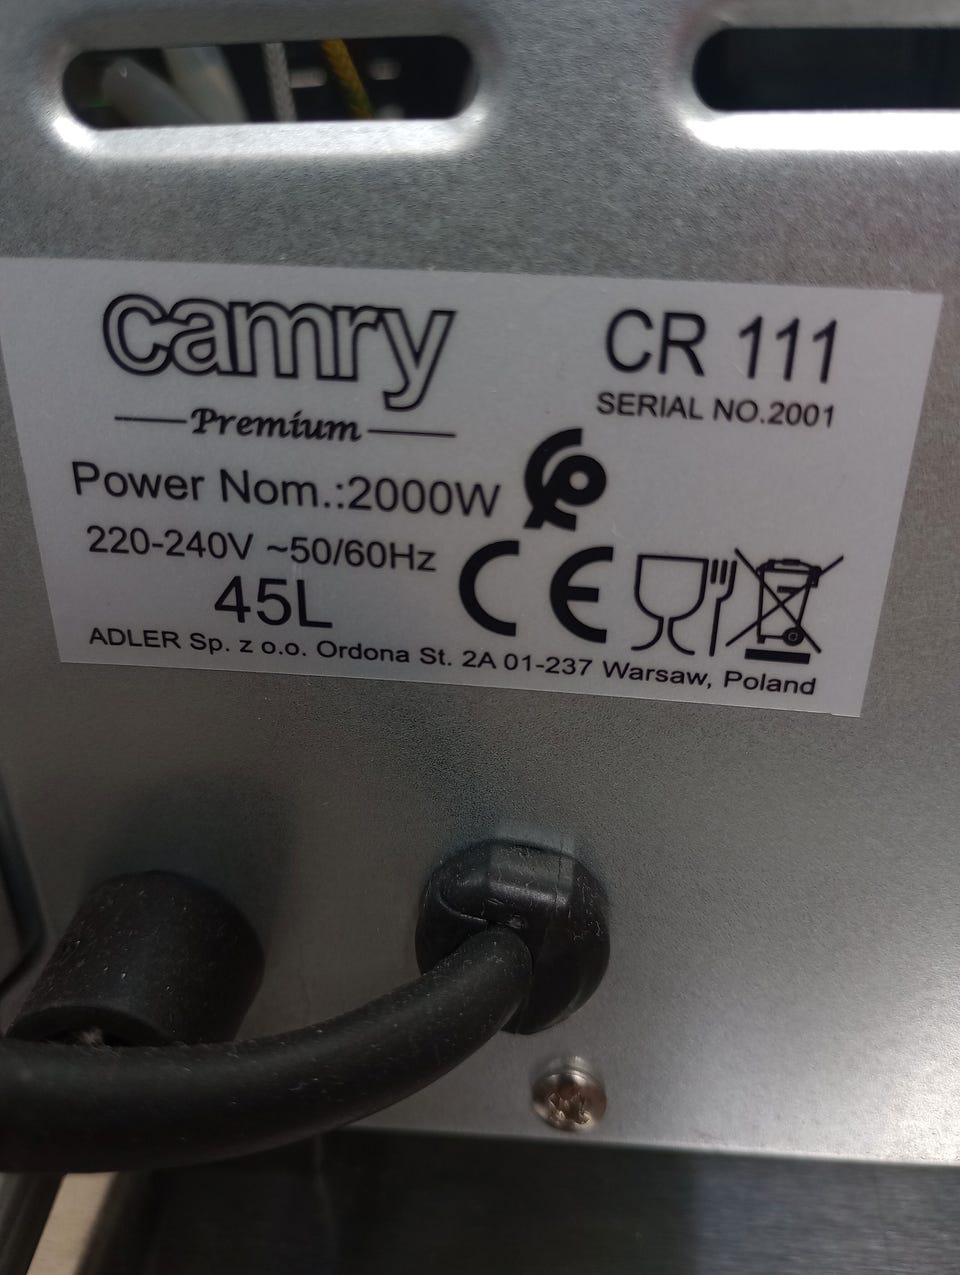 camry
CR 111
Premium
SERIAL NO.2001
Power Nom.:2000W
220-240V ~50/60Hz
45L
CE
ADLER Sp. z o.o. Ordona St. 2A 01-237 Warsaw, Poland